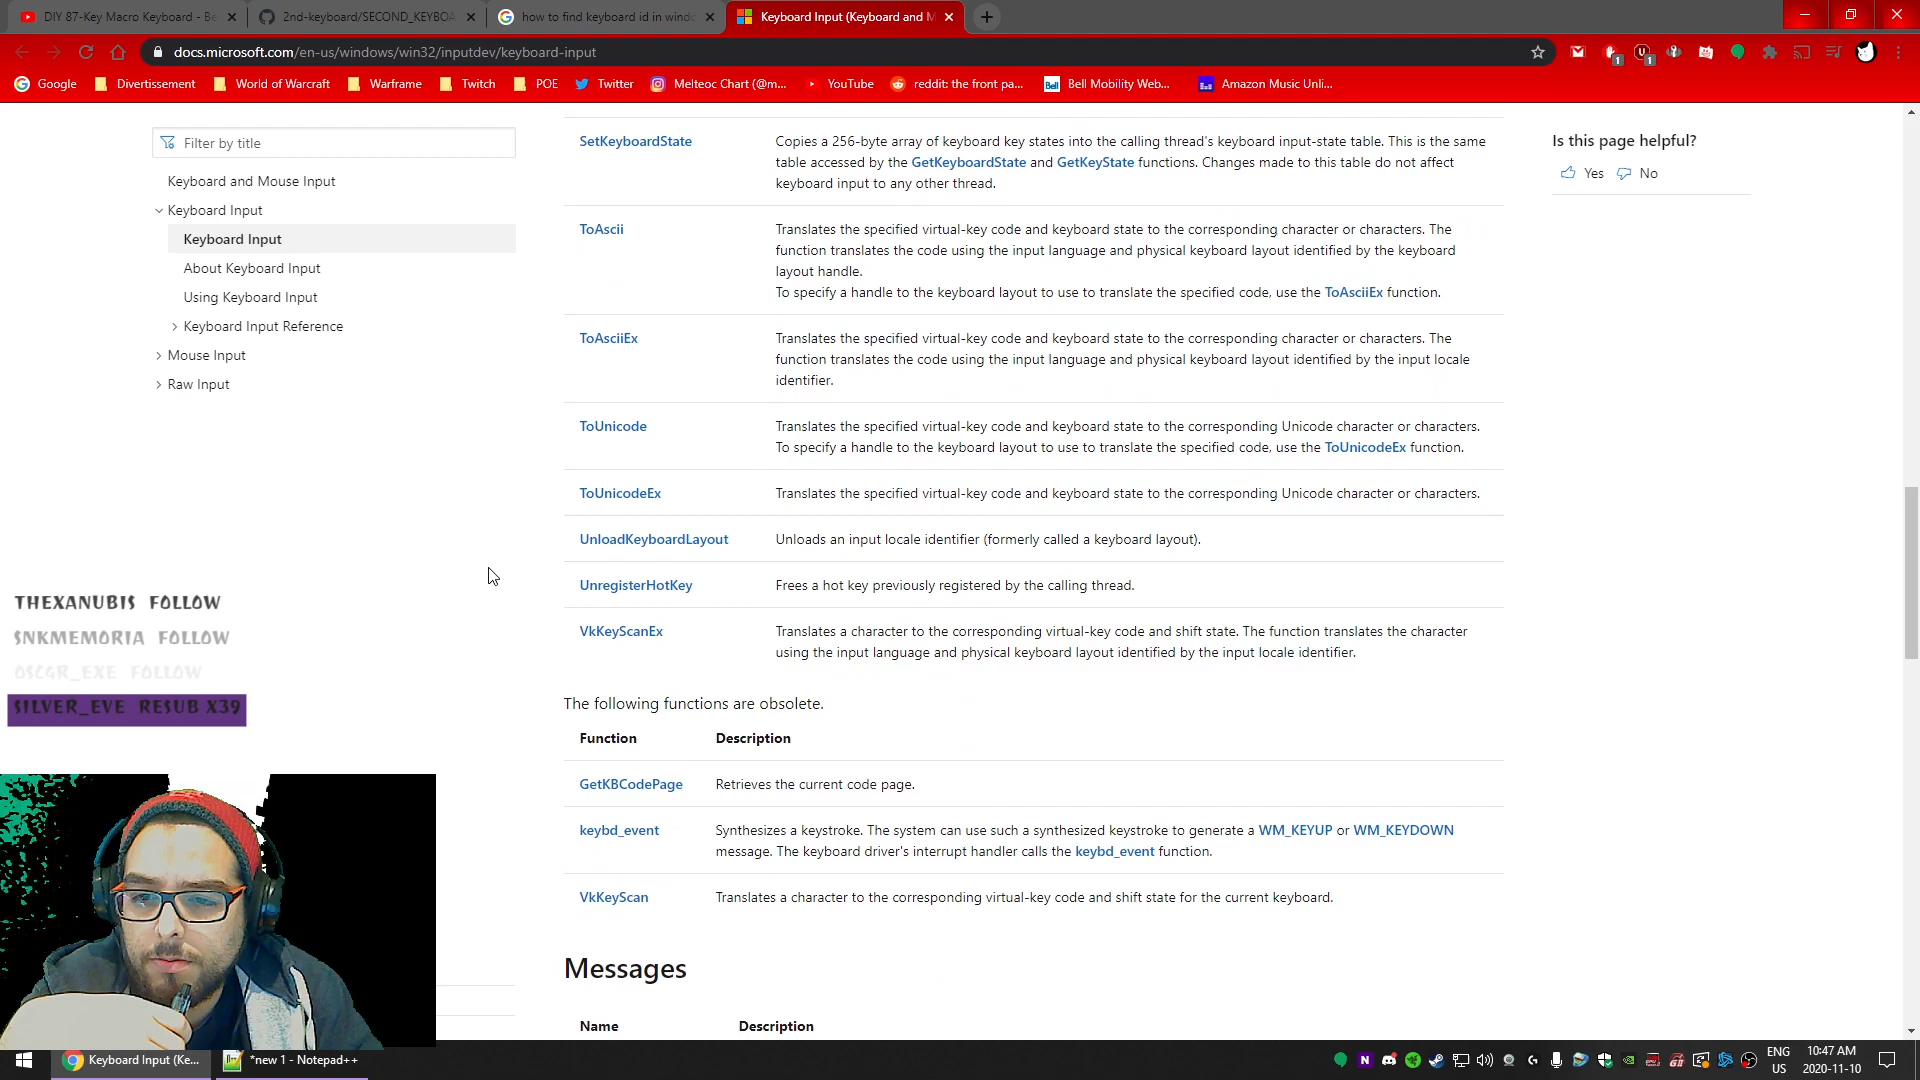 DIY 87-Key Macro Keyboard - Be
2nd-keyboard/SECOND_KEYBOA
how to find keyboard id in windo
Keyboard Input (Keyboard and M
docs.microsoft.com/en-us/windows/win32/inputdev/keyboard-input
Google
Divertissement
World of Warcraft
Warframe
Twitch
POE
Twitter
Melteoc Chart (@m...
YouTube
reddit: the front pa...
Bell Mobility Web...
Amazon Music Unli...
Filter by title
Keyboard and Mouse Input
Keyboard Input
Keyboard Input
About Keyboard Input
Using Keyboard Input
Keyboard Input Reference
Mouse Input
Raw Input
SetKeyboardState
Copies a 256-byte array of keyboard key states into the calling thread's keyboard input-state table. This is the same
table accessed by the GetKeyboardState and GetKeyState functions. Changes made to this table do not affect
keyboard input to any other thread.
ToAscii
Translates the specified virtual-key code and keyboard state to the corresponding character or characters. The
function translates the code using the input language and physical keyboard layout identified by the keyboard
layout handle.
To specify a handle to the keyboard layout to use to translate the specified code, use the ToAsciiEx function.
ToAsciiEx
Translates the specified virtual-key code and keyboard state to the corresponding character or characters. The
function translates the code using the input language and physical keyboard layout identified by the input locale
identifier.
ToUnicode
Translates the specified virtual-key code and keyboard state to the corresponding Unicode character or characters.
To specify a handle to the keyboard layout to use to translate the specified code, use the ToUnicodeEx function.
ToUnicodeEx
Translates the specified virtual-key code and keyboard state to the corresponding Unicode character or characters.
UnloadKeyboardLayout
Unloads an input locale identifier (formerly called a keyboard layout).
UnregisterHotKey
Frees a hot key previously registered by the calling thread.
VkKeyScanEx
Translates a character to the corresponding virtual-key code and shift state. The function translates the character
using the input language and physical keyboard layout identified by the input locale identifier.
The following functions are obsolete.
Function
Description
GetKBCodePage
Retrieves the current code page.
keybd_event
Synthesizes a keystroke. The system can use such a synthesized keystroke to generate a WM_KEYUP or WM_KEYDOWN
message. The keyboard driver's interrupt handler calls the keybd_event function.
VkKeyScan
Translates a character to the corresponding virtual-key code and shift state for the current keyboard.
Messages
Name
Description
Is this page helpful?
Yes
No
THEXANUBIS FOLLOW
SNKMEMORIA FOLLOW
OSCGR_EXE FOLLOW
SILVER_EVE RESUB X39
Keyboard Input (Ke...
*new 1 - Notepad++
ENG
US
10:47 AM
2020-11-10